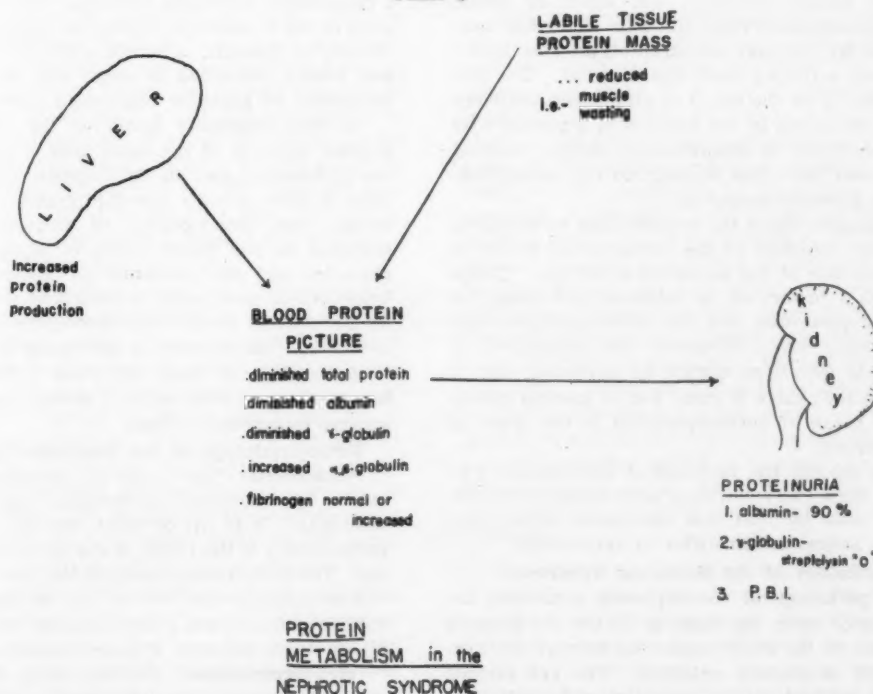 LABILE TISSUE
PROTEIN MASS
... reduced
i.e.- muscle
wasting
LIVER
Increased
protein
production
BLOOD PROTEIN
PICTURE
.diminished total protein
.diminished albumin
.diminished γ-globulin
.increased α,β-globulin
.fibrinogen normal or
increased
kidney
PROTEINURIA
1. albumin- 90 %
2. γ-globulin-
streptolysin "O"
3. P.B.I.
PROTEIN
METABOLISM in the
NEPHROTIC SYNDROME